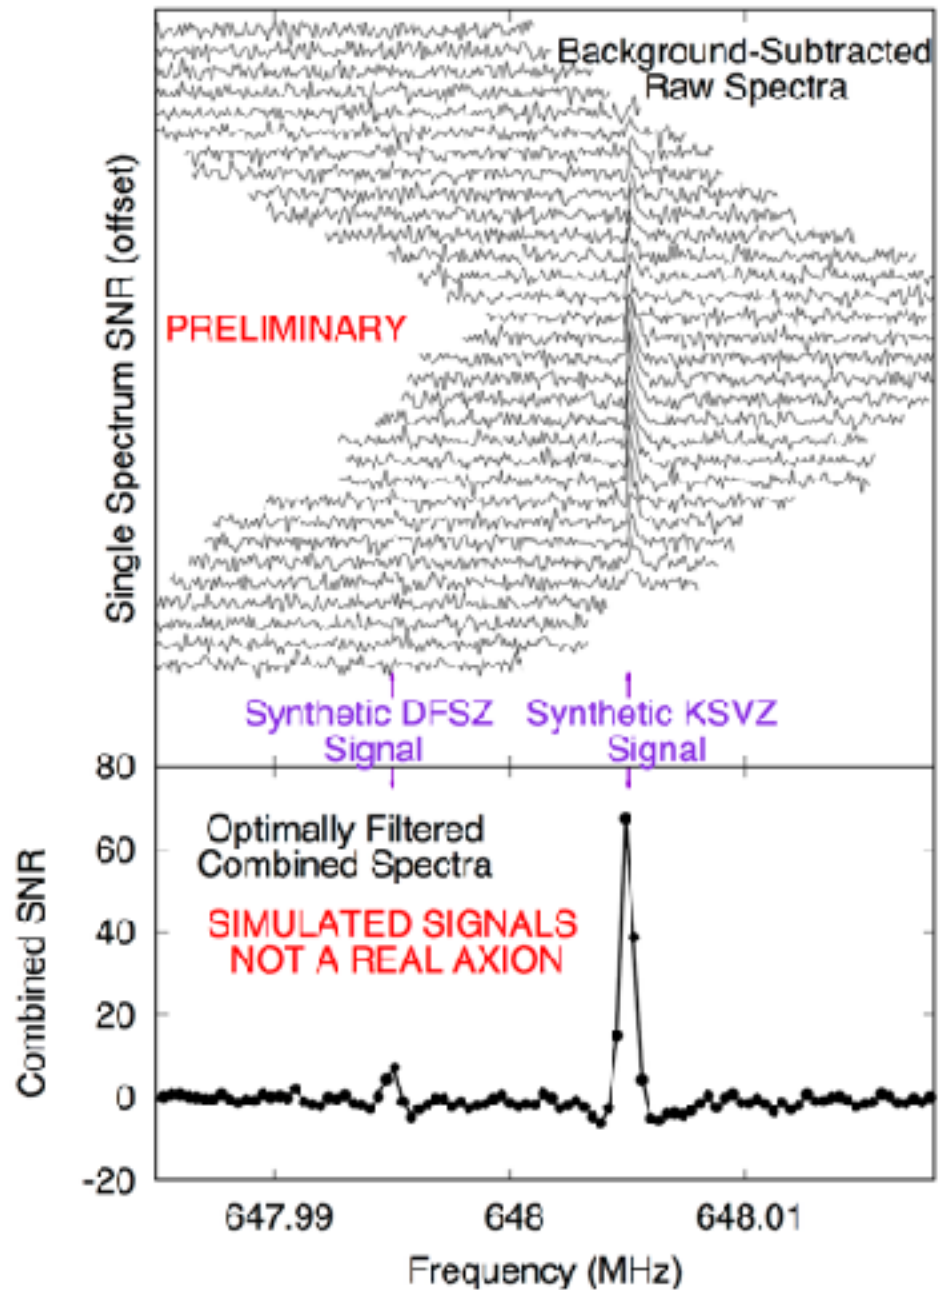 Background-Subtracted
Raw Spectra
Single Spectrum SNR (offset)
PRELIMINARY
Synthetic DFSZ
Signal
Synthetic KSVZ
Signal
80
60
40
20
0
-20
Combined SNR
Optimally Filtered
Combined Spectra
SIMULATED SIGNALS
NOT A REAL AXION
647.99
648
648.01
Frequency (MHz)